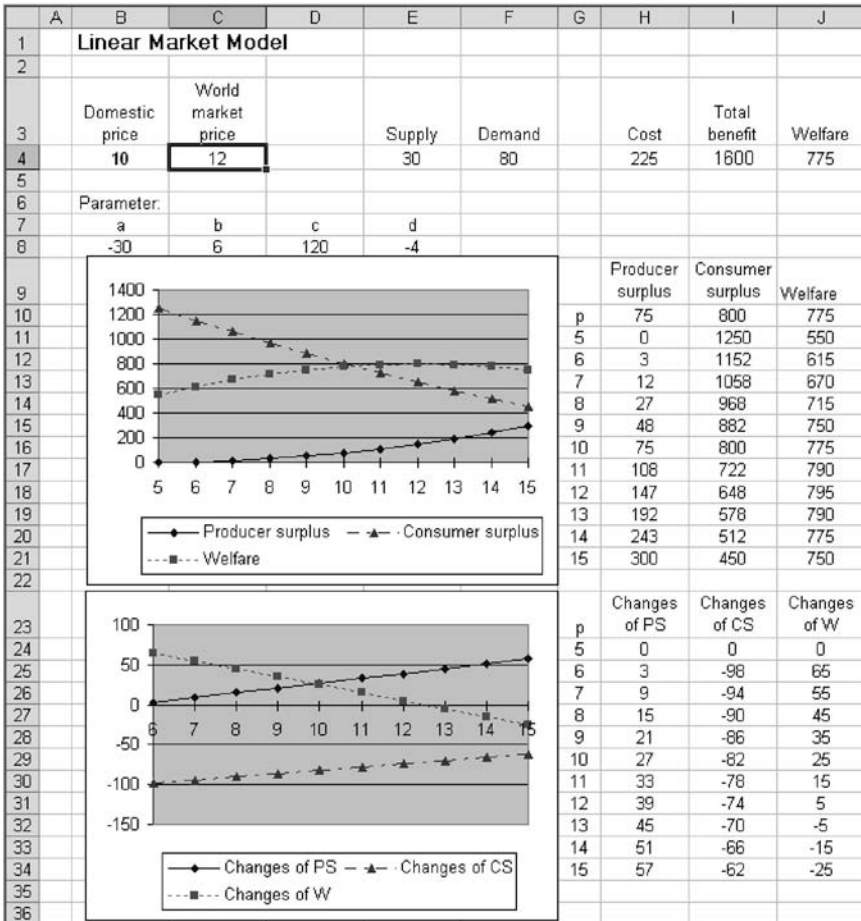 A B C D E F G H I J
1 Linear Market Model
2
3 Domestic price World market price Supply Demand Cost Total benefit Welfare
4 10 12 30 80 225 1600 775
5
6 Parameter:
7 a b c d
8 -30 6 120 -4
9 Producer surplus Consumer surplus Welfare
10 p 75 800 775
11 5 0 1250 550
12 6 3 1152 615
13 7 12 1058 670
14 8 27 968 715
15 9 48 882 750
16 10 75 800 775
17 11 108 722 790
18 12 147 648 795
19 13 192 578 790
20 14 243 512 775
21 15 300 450 750
22
1400
1200
1000
800
600
400
200
0
5 6 7 8 9 10 11 12 13 14 15
Producer surplus Consumer surplus
Welfare
23 p Changes of PS Changes of CS Changes of W
24 5 0 0 0
25 6 3 -98 65
26 7 9 -94 55
27 8 15 -90 45
28 9 21 -86 35
29 10 27 -82 25
30 11 33 -78 15
31 12 39 -74 5
32 13 45 -70 -5
33 14 51 -66 -15
34 15 57 -62 -25
35
36
100
50
0
6 7 8 9 10 11 12 13 14 15
-50
-100
-150
Changes of PS Changes of CS
Changes of W